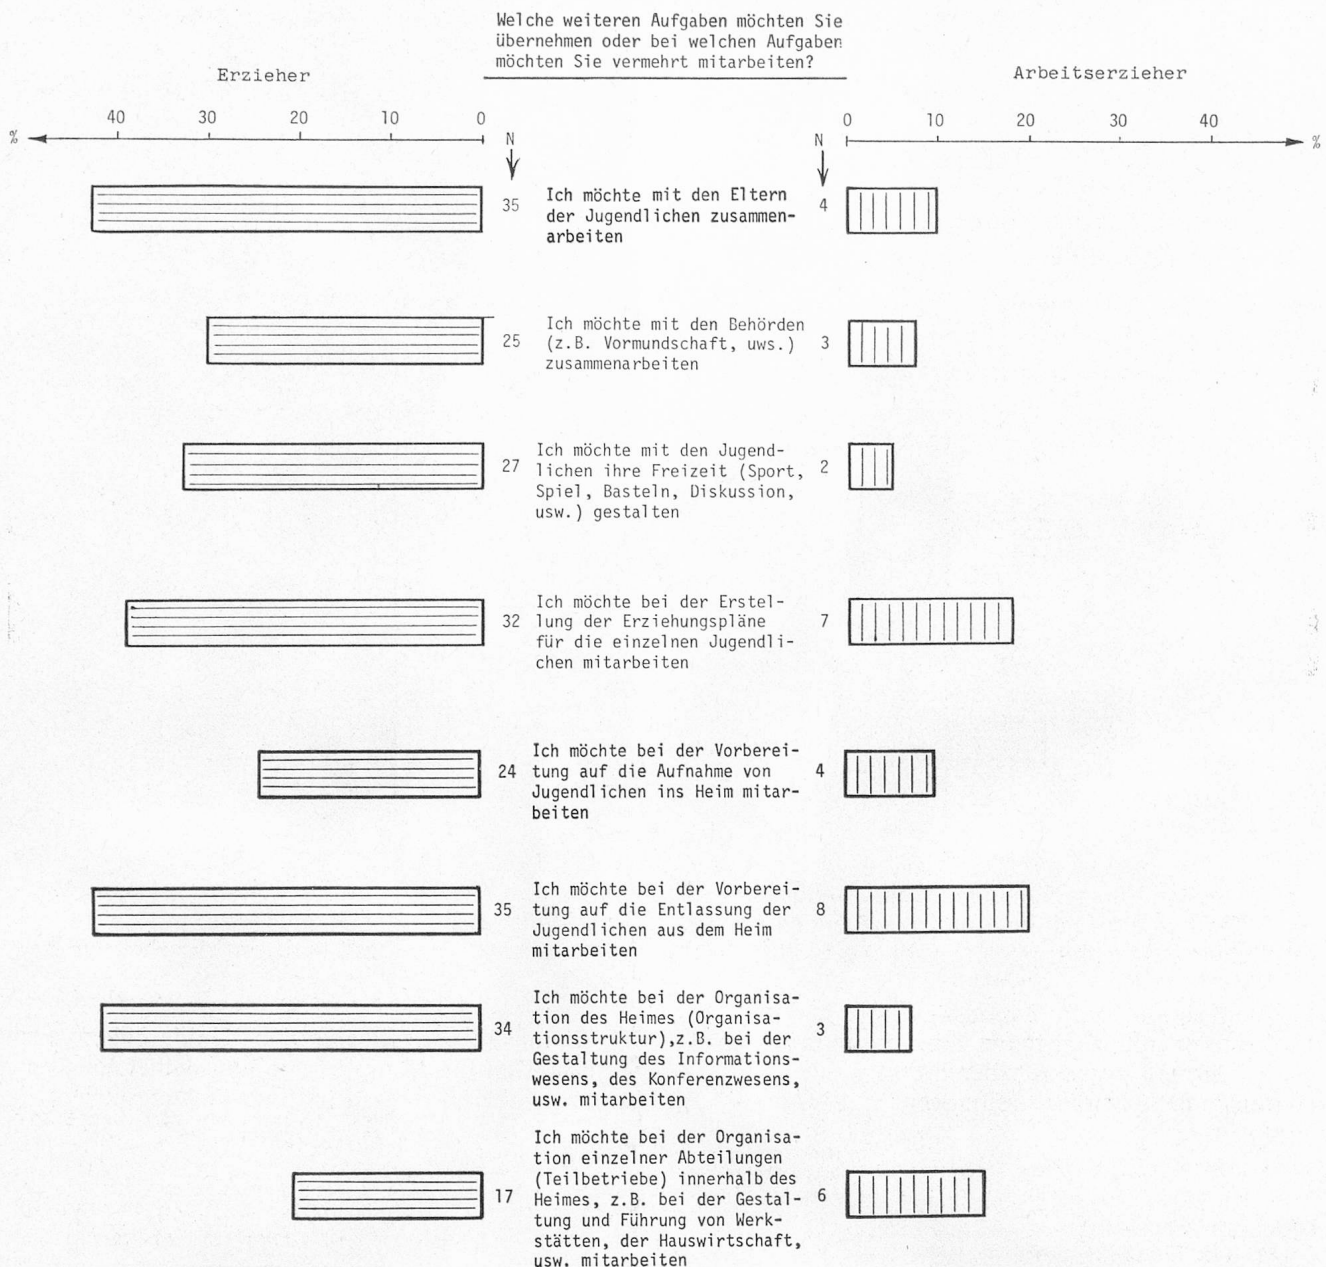 Welche weiteren Aufgaben möchten Sie
übernehmen oder bei welchen Aufgaben
möchten Sie vermehrt mitarbeiten?
Erzieher
Arbeitserzieher
% 40 30 20 10 0
0 10 20 30 40 %
N
N
35
Ich möchte mit den Eltern
der Jugendlichen zusammen-
arbeiten
4
25
Ich möchte mit den Behörden
(z.B. Vormundschaft, uws.)
zusammenarbeiten
3
27
Ich möchte mit den Jugend-
lichen ihre Freizeit (Sport,
Spiel, Basteln, Diskussion,
usw.) gestalten
2
32
Ich möchte bei der Erstel-
lung der Erziehungspläne
für die einzelnen Jugendli-
chen mitarbeiten
7
24
Ich möchte bei der Vorberei-
tung auf die Aufnahme von
Jugendlichen ins Heim mitar-
beiten
4
35
Ich möchte bei der Vorberei-
tung auf die Entlassung der
Jugendlichen aus dem Heim
mitarbeiten
8
34
Ich möchte bei der Organisa-
tion des Heimes (Organisa-
tionsstruktur),z.B. bei der
Gestaltung des Informations-
wesens, des Konferenzwesens,
usw. mitarbeiten
3
17
Ich möchte bei der Organisa-
tion einzelner Abteilungen
(Teilbetriebe) innerhalb des
Heimes, z.B. bei der Gestal-
tung und Führung von Werk-
stätten, der Hauswirtschaft,
usw. mitarbeiten
6